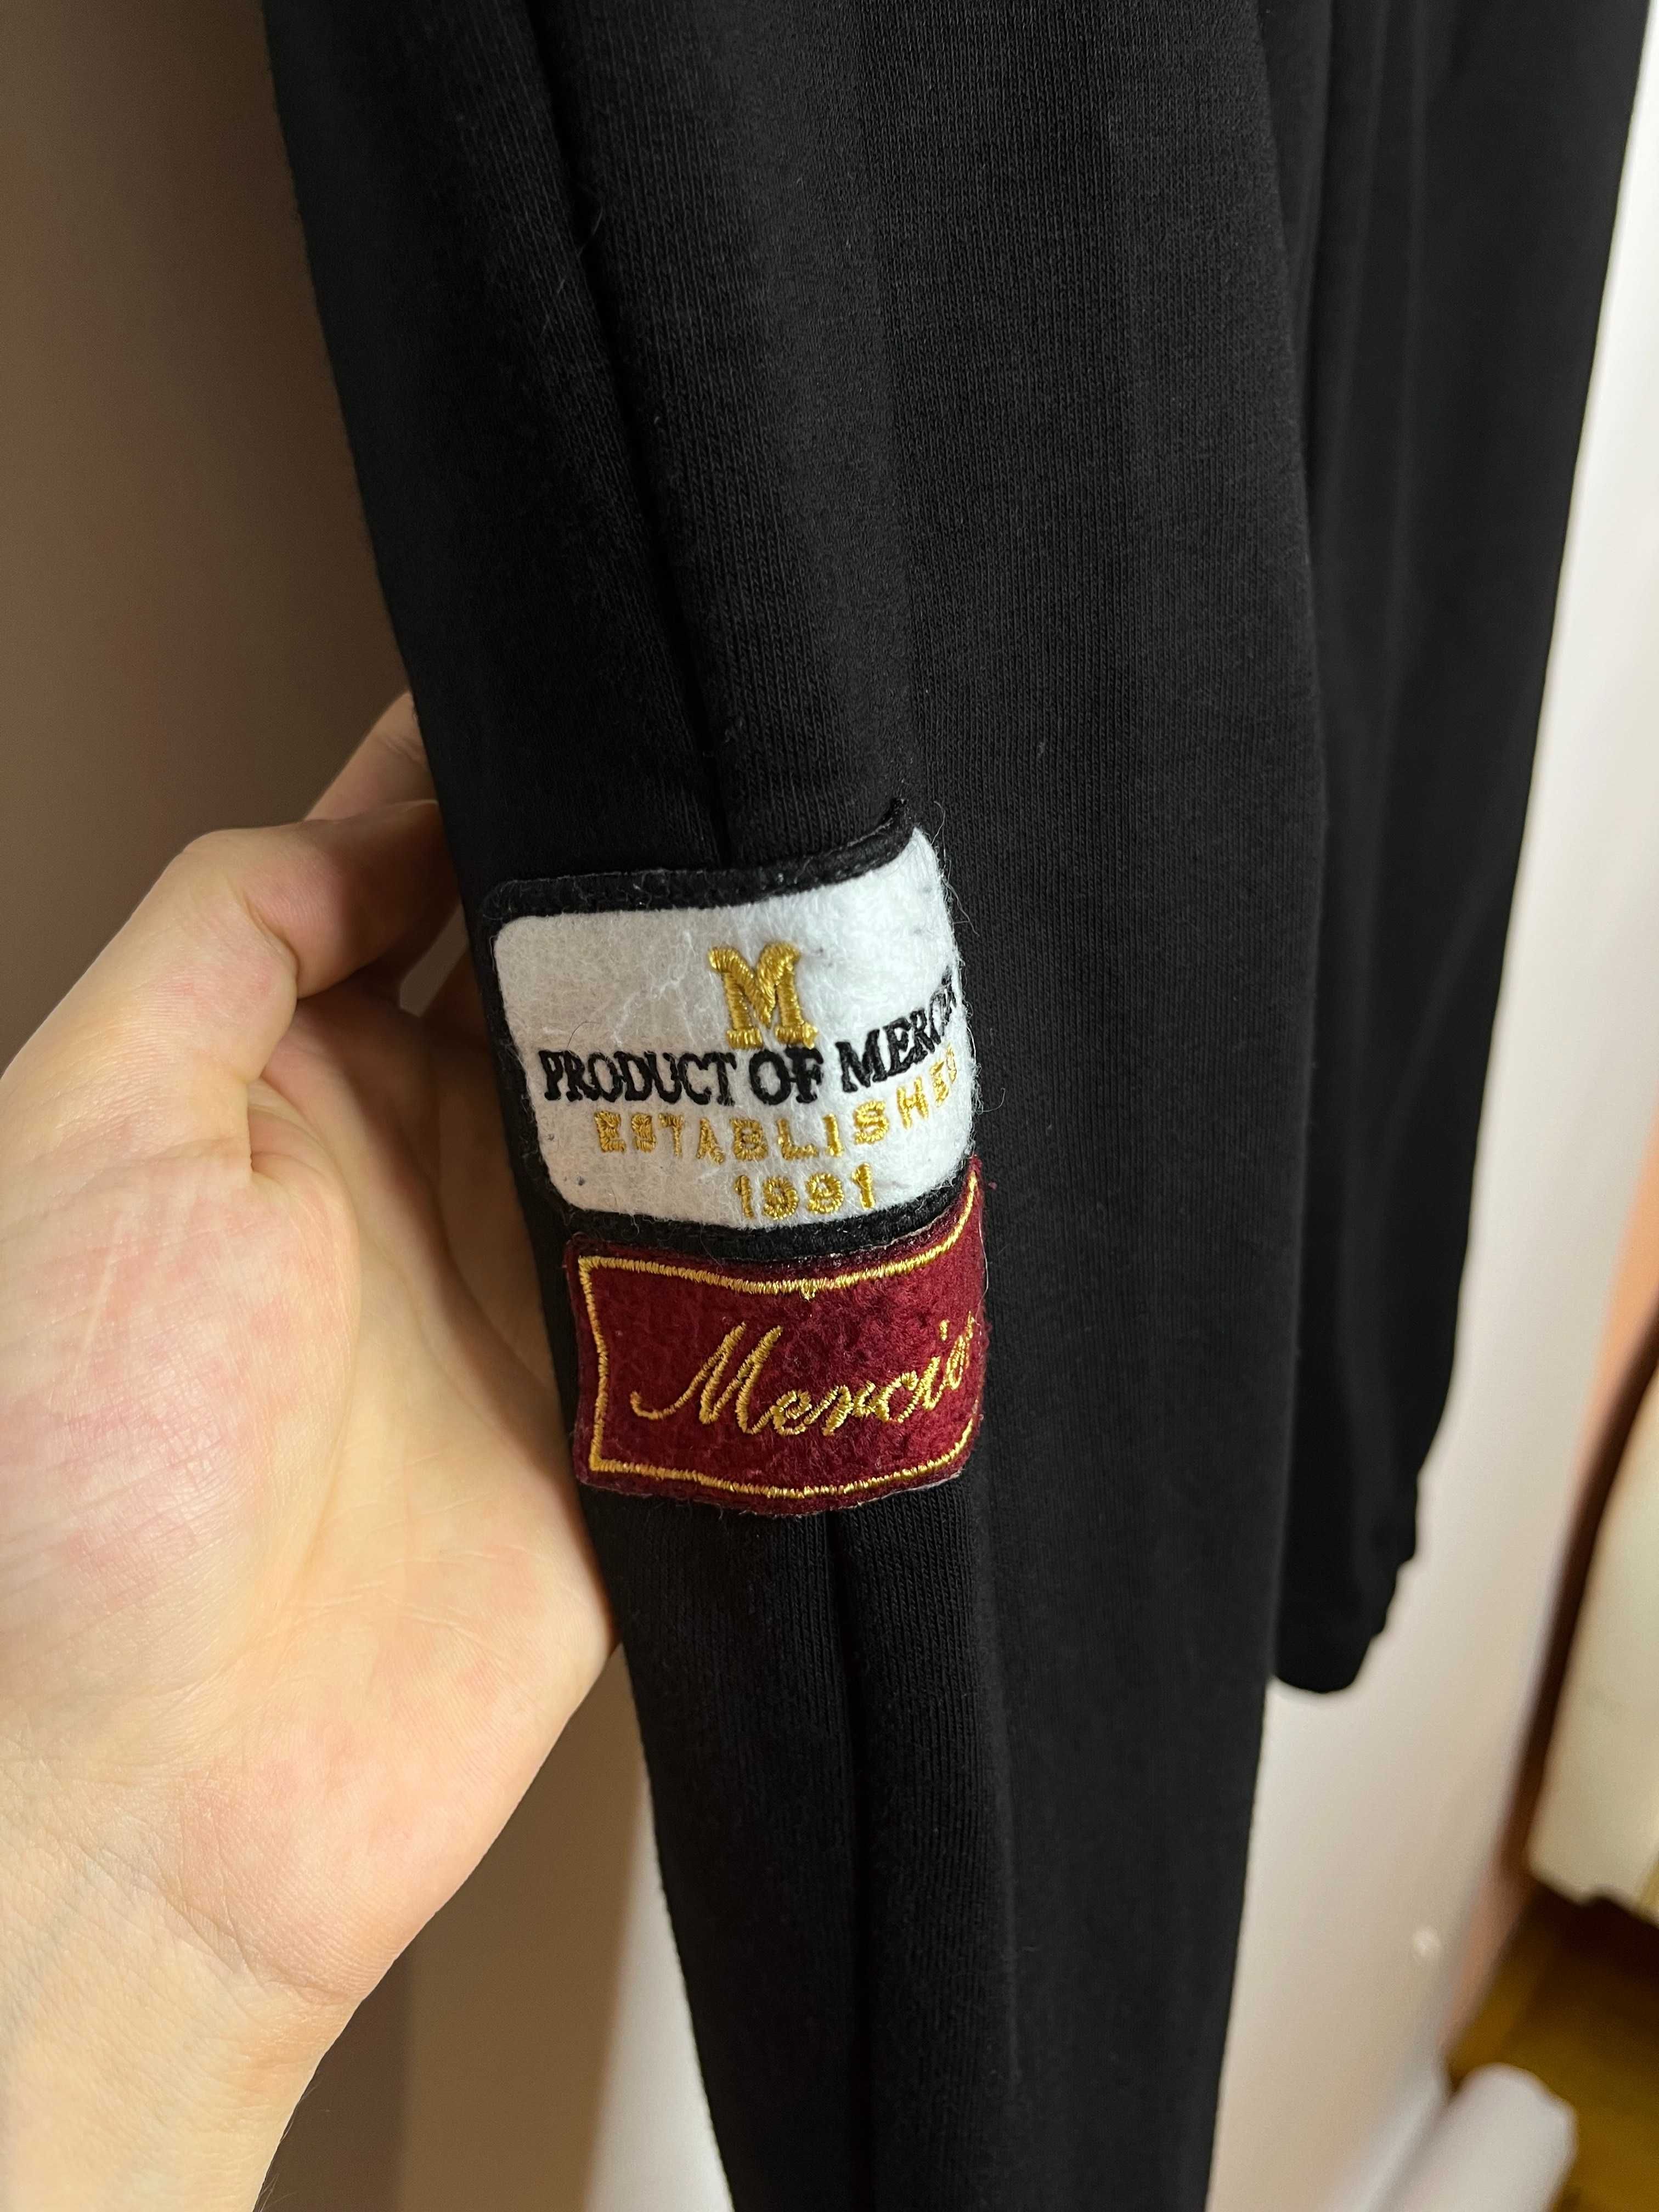 M
PRODUCT OF
ESTABLISHED
1991